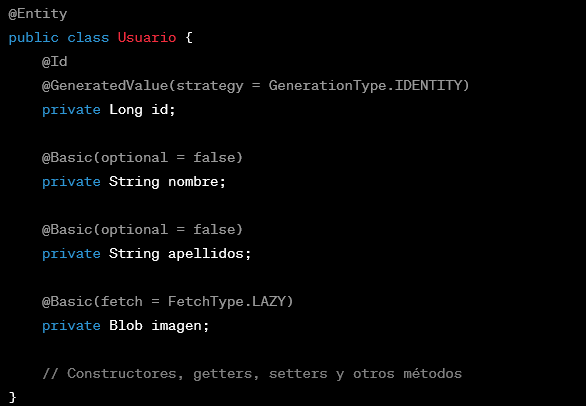 @Entity
public class Usuario {
    @Id
    @GeneratedValue(strategy = GenerationType.IDENTITY)
    private Long id;

    @Basic(optional = false)
    private String nombre;

    @Basic(optional = false)
    private String apellidos;

    @Basic(fetch = FetchType.LAZY)
    private Blob imagen;

    // Constructores, getters, setters y otros métodos
}